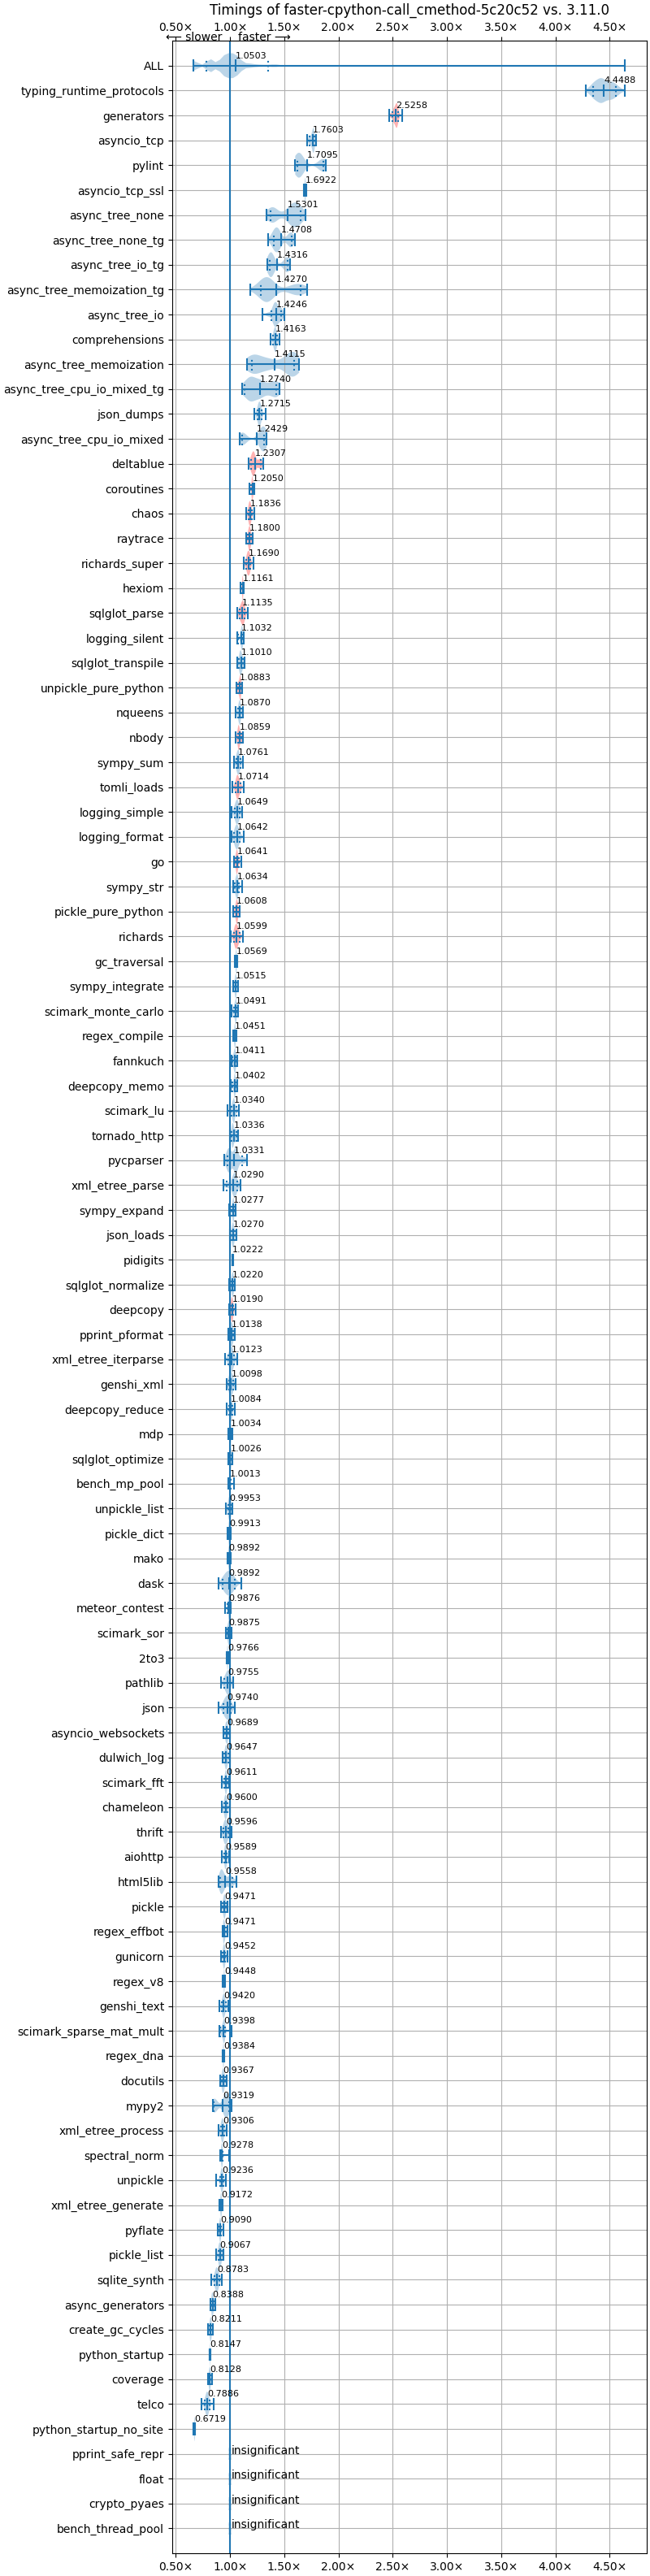 Timings of faster-cpython-call_cmethod-5c20c52 vs. 3.11.0
0.50× 1.00× 1.50× 2.00× 2.50× 3.00× 3.50× 4.00× 4.50×
⟵ slower faster ⟶
ALL 1.0503
typing_runtime_protocols 4.4488
generators 2.5258
asyncio_tcp 1.7603
pylint 1.7095
asyncio_tcp_ssl 1.6922
async_tree_none 1.5301
async_tree_none_tg 1.4708
async_tree_io_tg 1.4316
async_tree_memoization_tg 1.4270
async_tree_io 1.4246
comprehensions 1.4163
async_tree_memoization 1.4115
async_tree_cpu_io_mixed_tg 1.2740
json_dumps 1.2715
async_tree_cpu_io_mixed 1.2429
deltablue 1.2307
coroutines 1.2050
chaos 1.1836
raytrace 1.1800
richards_super 1.1690
hexiom 1.1161
sqlglot_parse 1.1135
logging_silent 1.1032
sqlglot_transpile 1.1010
unpickle_pure_python 1.0883
nqueens 1.0870
nbody 1.0859
sympy_sum 1.0761
tomli_loads 1.0714
logging_simple 1.0649
logging_format 1.0642
go 1.0641
sympy_str 1.0634
pickle_pure_python 1.0608
richards 1.0599
gc_traversal 1.0569
sympy_integrate 1.0515
scimark_monte_carlo 1.0491
regex_compile 1.0451
fannkuch 1.0411
deepcopy_memo 1.0402
scimark_lu 1.0340
tornado_http 1.0336
pycparser 1.0331
xml_etree_parse 1.0290
sympy_expand 1.0277
json_loads 1.0270
pidigits 1.0222
sqlglot_normalize 1.0220
deepcopy 1.0190
pprint_pformat 1.0138
xml_etree_iterparse 1.0123
genshi_xml 1.0098
deepcopy_reduce 1.0084
mdp 1.0034
sqlglot_optimize 1.0026
bench_mp_pool 1.0013
unpickle_list 0.9953
pickle_dict 0.9913
mako 0.9892
dask 0.9892
meteor_contest 0.9876
scimark_sor 0.9875
2to3 0.9766
pathlib 0.9755
json 0.9740
asyncio_websockets 0.9689
dulwich_log 0.9647
scimark_fft 0.9611
chameleon 0.9600
thrift 0.9596
aiohttp 0.9589
html5lib 0.9558
pickle 0.9471
regex_effbot 0.9471
gunicorn 0.9452
regex_v8 0.9448
genshi_text 0.9420
scimark_sparse_mat_mult 0.9398
regex_dna 0.9384
docutils 0.9367
mypy2 0.9319
xml_etree_process 0.9306
spectral_norm 0.9278
unpickle 0.9236
xml_etree_generate 0.9172
pyflate 0.9090
pickle_list 0.9067
sqlite_synth 0.8783
async_generators 0.8388
create_gc_cycles 0.8211
python_startup 0.8147
coverage 0.8128
telco 0.7886
python_startup_no_site 0.6719
pprint_safe_repr insignificant
float insignificant
crypto_pyaes insignificant
bench_thread_pool insignificant
0.50× 1.00× 1.50× 2.00× 2.50× 3.00× 3.50× 4.00× 4.50×